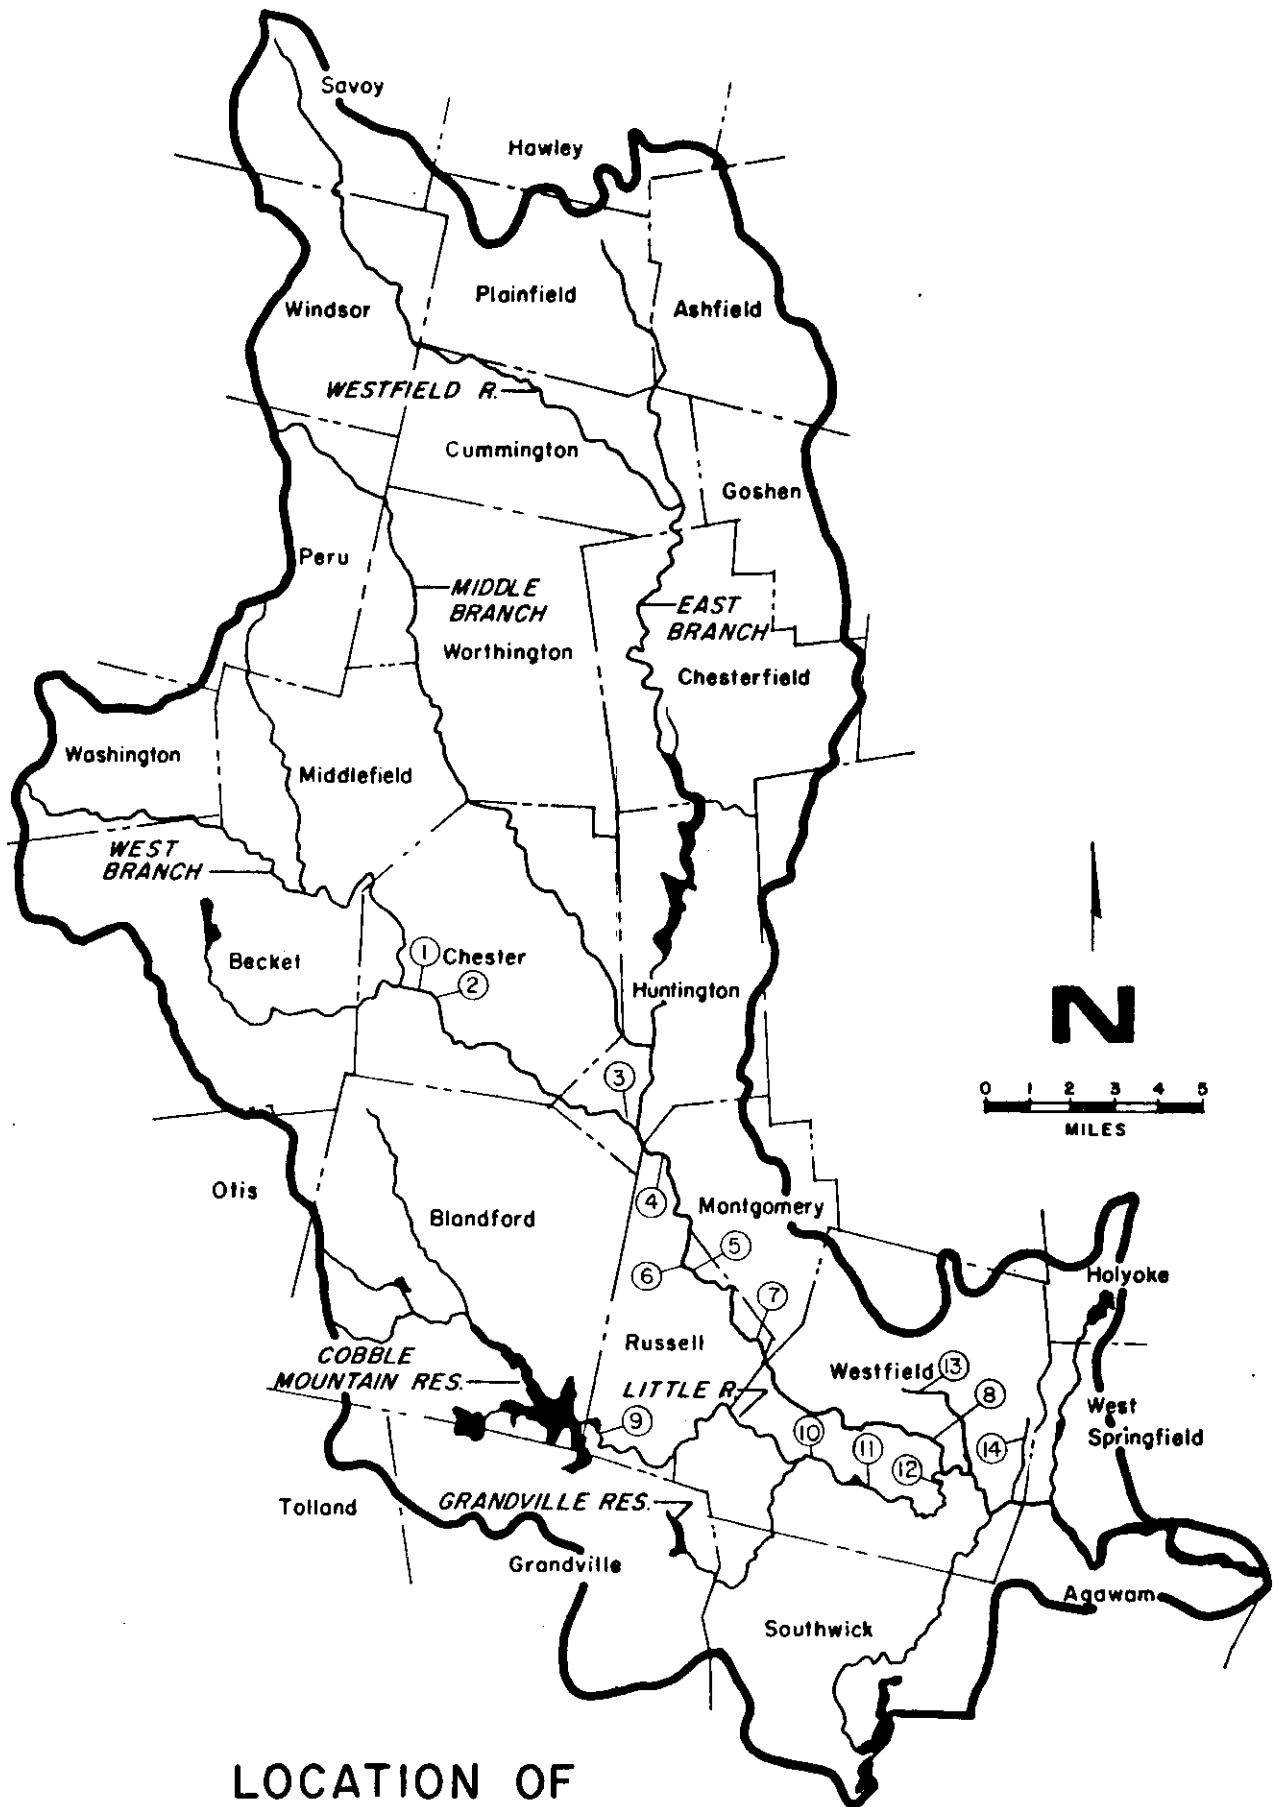 Savoy
Hawley
Windsor
Plainfield
Ashfield
WESTFIELD R.
Cummington
Goshen
Peru
MIDDLE
BRANCH
EAST
BRANCH
Worthington
Chesterfield
Washington
Middlefield
WEST
BRANCH
Becket
1
Chester
2
Huntington
N
3
0 1 2 3 4 5
MILES
Otis
Blandford
4
Montgomery
5
6
7
Holyoke
Russell
COBBLE
MOUNTAIN RES.
LITTLE R.
Westfield
13
8
West
Springfield
9
10
11
12
14
Tolland
GRANDVILLE RES.
Grandville
Agawam
Southwick
LOCATION OF